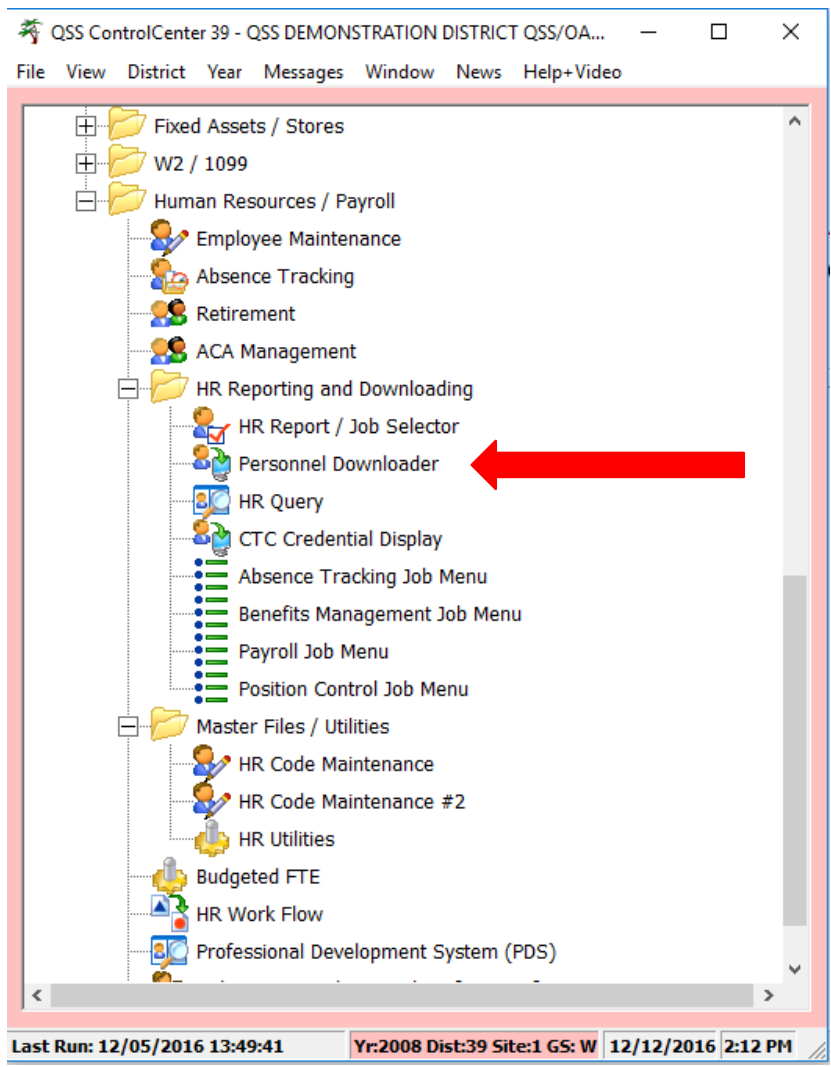 QSS ControlCenter 39 - QSS DEMONSTRATION DISTRICT QSS/OA...
File View District Year Messages Window News Help+Video
Fixed Assets / Stores
W2 / 1099
Human Resources / Payroll
Employee Maintenance
Absence Tracking
Retirement
ACA Management
HR Reporting and Downloading
HR Report / Job Selector
Personnel Downloader
HR Query
CTC Credential Display
Absence Tracking Job Menu
Benefits Management Job Menu
Payroll Job Menu
Position Control Job Menu
Master Files / Utilities
HR Code Maintenance
HR Code Maintenance #2
HR Utilities
Budgeted FTE
HR Work Flow
Professional Development System (PDS)
Last Run: 12/05/2016 13:49:41 Yr:2008 Dist:39 Site:1 GS: W 12/12/2016 2:12 PM